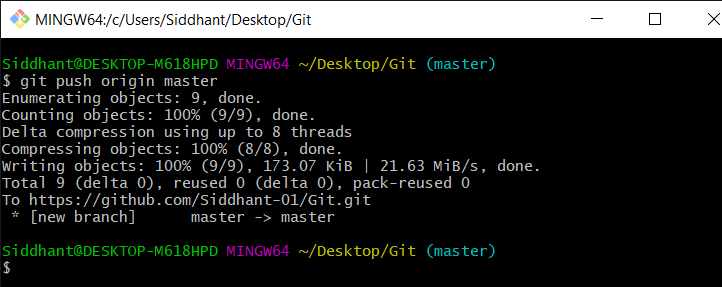 MINGW64:/c/Users/Siddhant/Desktop/Git
Siddhant@DESKTOP-M618HPD MINGW64 ~/Desktop/Git (master)
$ git push origin master
Enumerating objects: 9, done.
Counting objects: 100% (9/9), done.
Delta compression using up to 8 threads
Compressing objects: 100% (8/8), done.
Writing objects: 100% (9/9), 173.07 KiB | 21.63 MiB/s, done.
Total 9 (delta 0), reused 0 (delta 0), pack-reused 0
To https://github.com/Siddhant-01/Git.git
 * [new branch]      master -> master
Siddhant@DESKTOP-M618HPD MINGW64 ~/Desktop/Git (master)
$